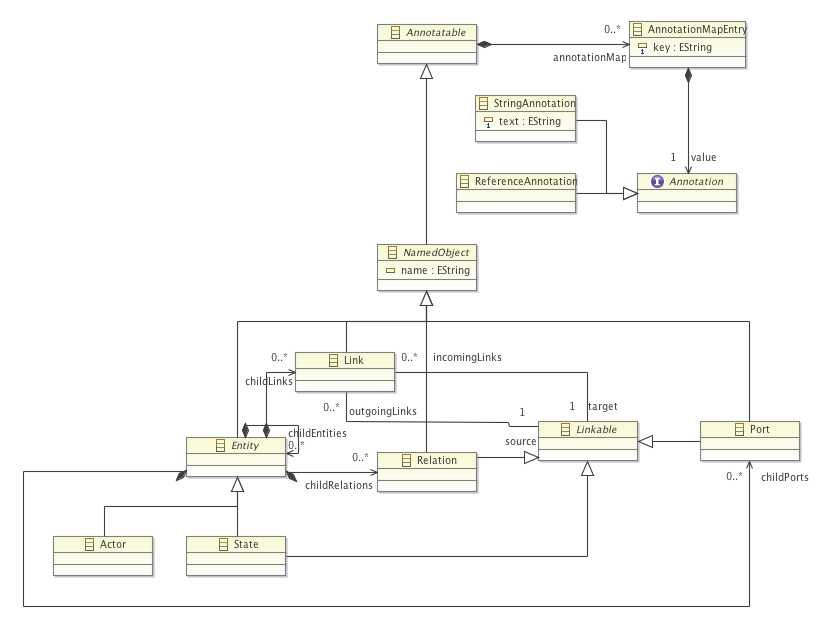 Annotatable
0..*
annotationMap
AnnotationMapEntry
key : EString
StringAnnotation
text : EString
1
value
ReferenceAnnotation
Annotation
NamedObject
name : EString
0..*
Link
0..*
incomingLinks
childLinks
0..*
outgoingLinks
1
1
target
childEntities
0..*
Entity
Linkable
Port
source
0..*
Relation
childRelations
0..*
childPorts
Actor
State